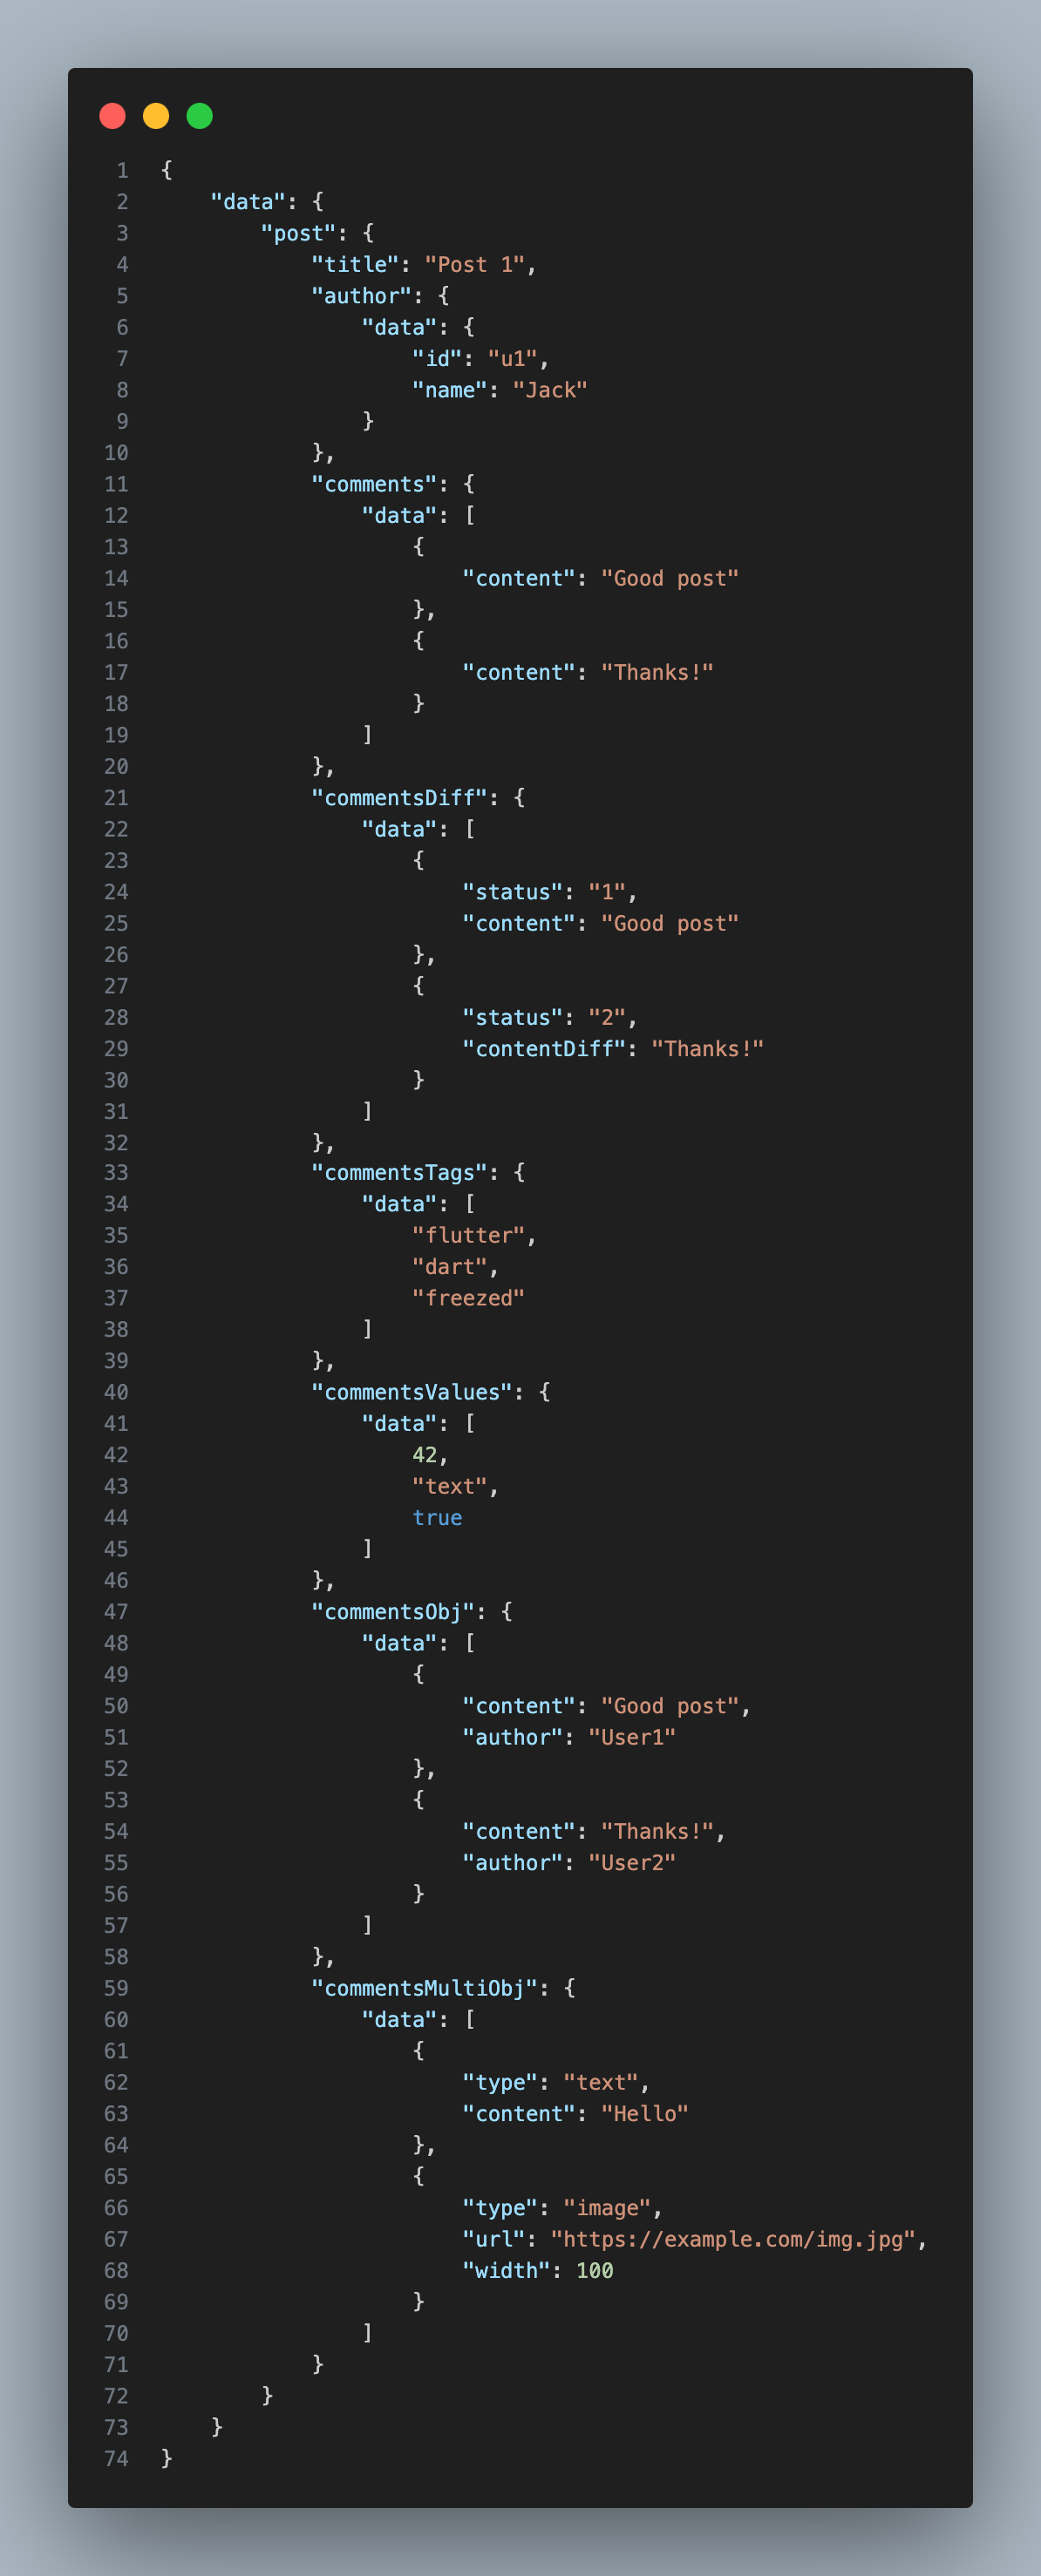 1 {
2     "data": {
3         "post": {
4             "title": "Post 1",
5             "author": {
6                 "data": {
7                     "id": "u1",
8                     "name": "Jack"
9                 }
10             },
11             "comments": {
12                 "data": [
13                     {
14                         "content": "Good post"
15                     },
16                     {
17                         "content": "Thanks!"
18                     }
19                 ]
20             },
21             "commentsDiff": {
22                 "data": [
23                     {
24                         "status": "1",
25                         "content": "Good post"
26                     },
27                     {
28                         "status": "2",
29                         "contentDiff": "Thanks!"
30                     }
31                 ]
32             },
33             "commentsTags": {
34                 "data": [
35                     "flutter",
36                     "dart",
37                     "freezed"
38                 ]
39             },
40             "commentsValues": {
41                 "data": [
42                     42,
43                     "text",
44                     true
45                 ]
46             },
47             "commentsObj": {
48                 "data": [
49                     {
50                         "content": "Good post",
51                         "author": "User1"
52                     },
53                     {
54                         "content": "Thanks!",
55                         "author": "User2"
56                     }
57                 ]
58             },
59             "commentsMultiObj": {
60                 "data": [
61                     {
62                         "type": "text",
63                         "content": "Hello"
64                     },
65                     {
66                         "type": "image",
67                         "url": "https://example.com/img.jpg",
68                         "width": 100
69                     }
70                 ]
71             }
72         }
73     }
74 }